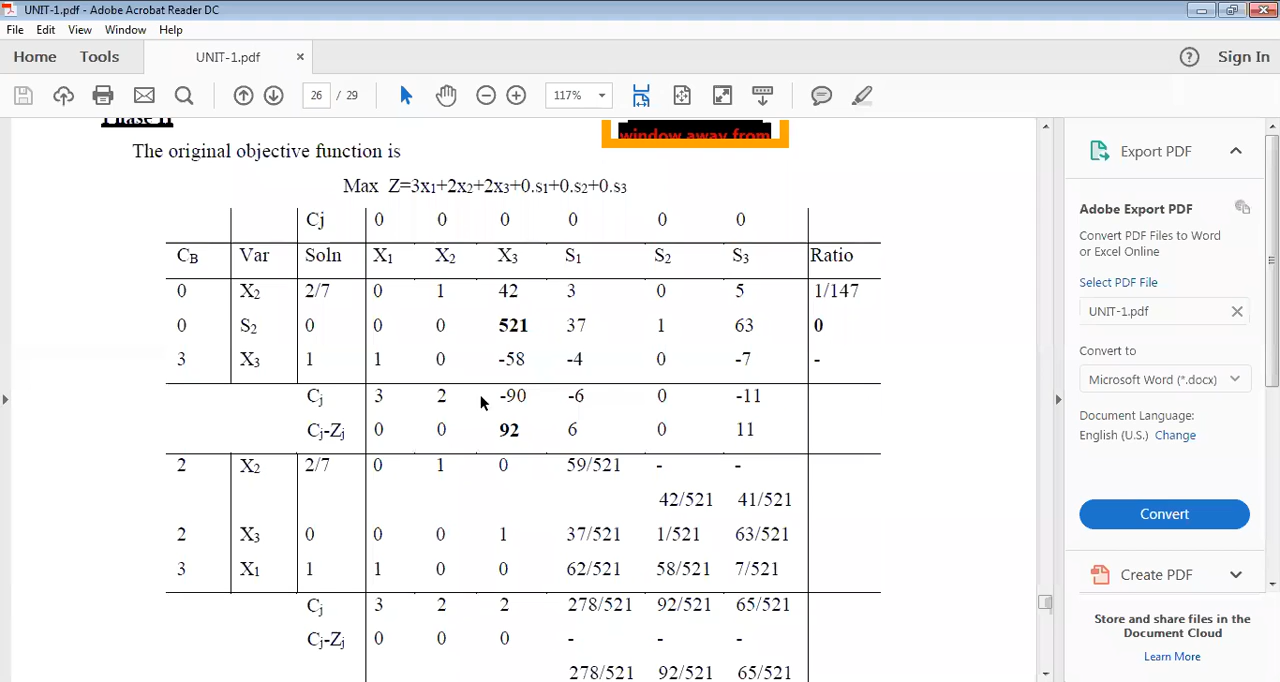 UNIT-1.pdf - Adobe Acrobat Reader DC
File Edit View Window Help
Home Tools UNIT-1.pdf × ? Sign In
26 / 29 117%
Phase II
window away from
The original objective function is
Max Z=3x1+2x2+2x3+0.s1+0.s2+0.s3
Cj 0 0 0 0 0 0
CB Var Soln X1 X2 X3 S1 S2 S3 Ratio
0 X2 2/7 0 1 42 3 0 5 1/147
0 S2 0 0 0 521 37 1 63 0
3 X3 1 1 0 -58 -4 0 -7 -
Cj 3 2 -90 -6 0 -11
Cj-Zj 0 0 92 6 0 11
2 X2 2/7 0 1 0 59/521 - -
42/521 41/521
2 X3 0 0 0 1 37/521 1/521 63/521
3 X1 1 1 0 0 62/521 58/521 7/521
Cj 3 2 2 278/521 92/521 65/521
Cj-Zj 0 0 0 - - -
278/521 92/521 65/521
Export PDF
Adobe Export PDF
Convert PDF Files to Word
or Excel Online
Select PDF File
UNIT-1.pdf ×
Convert to
Microsoft Word (*.docx)
Document Language:
English (U.S.) Change
Convert
Create PDF
Store and share files in the
Document Cloud
Learn More